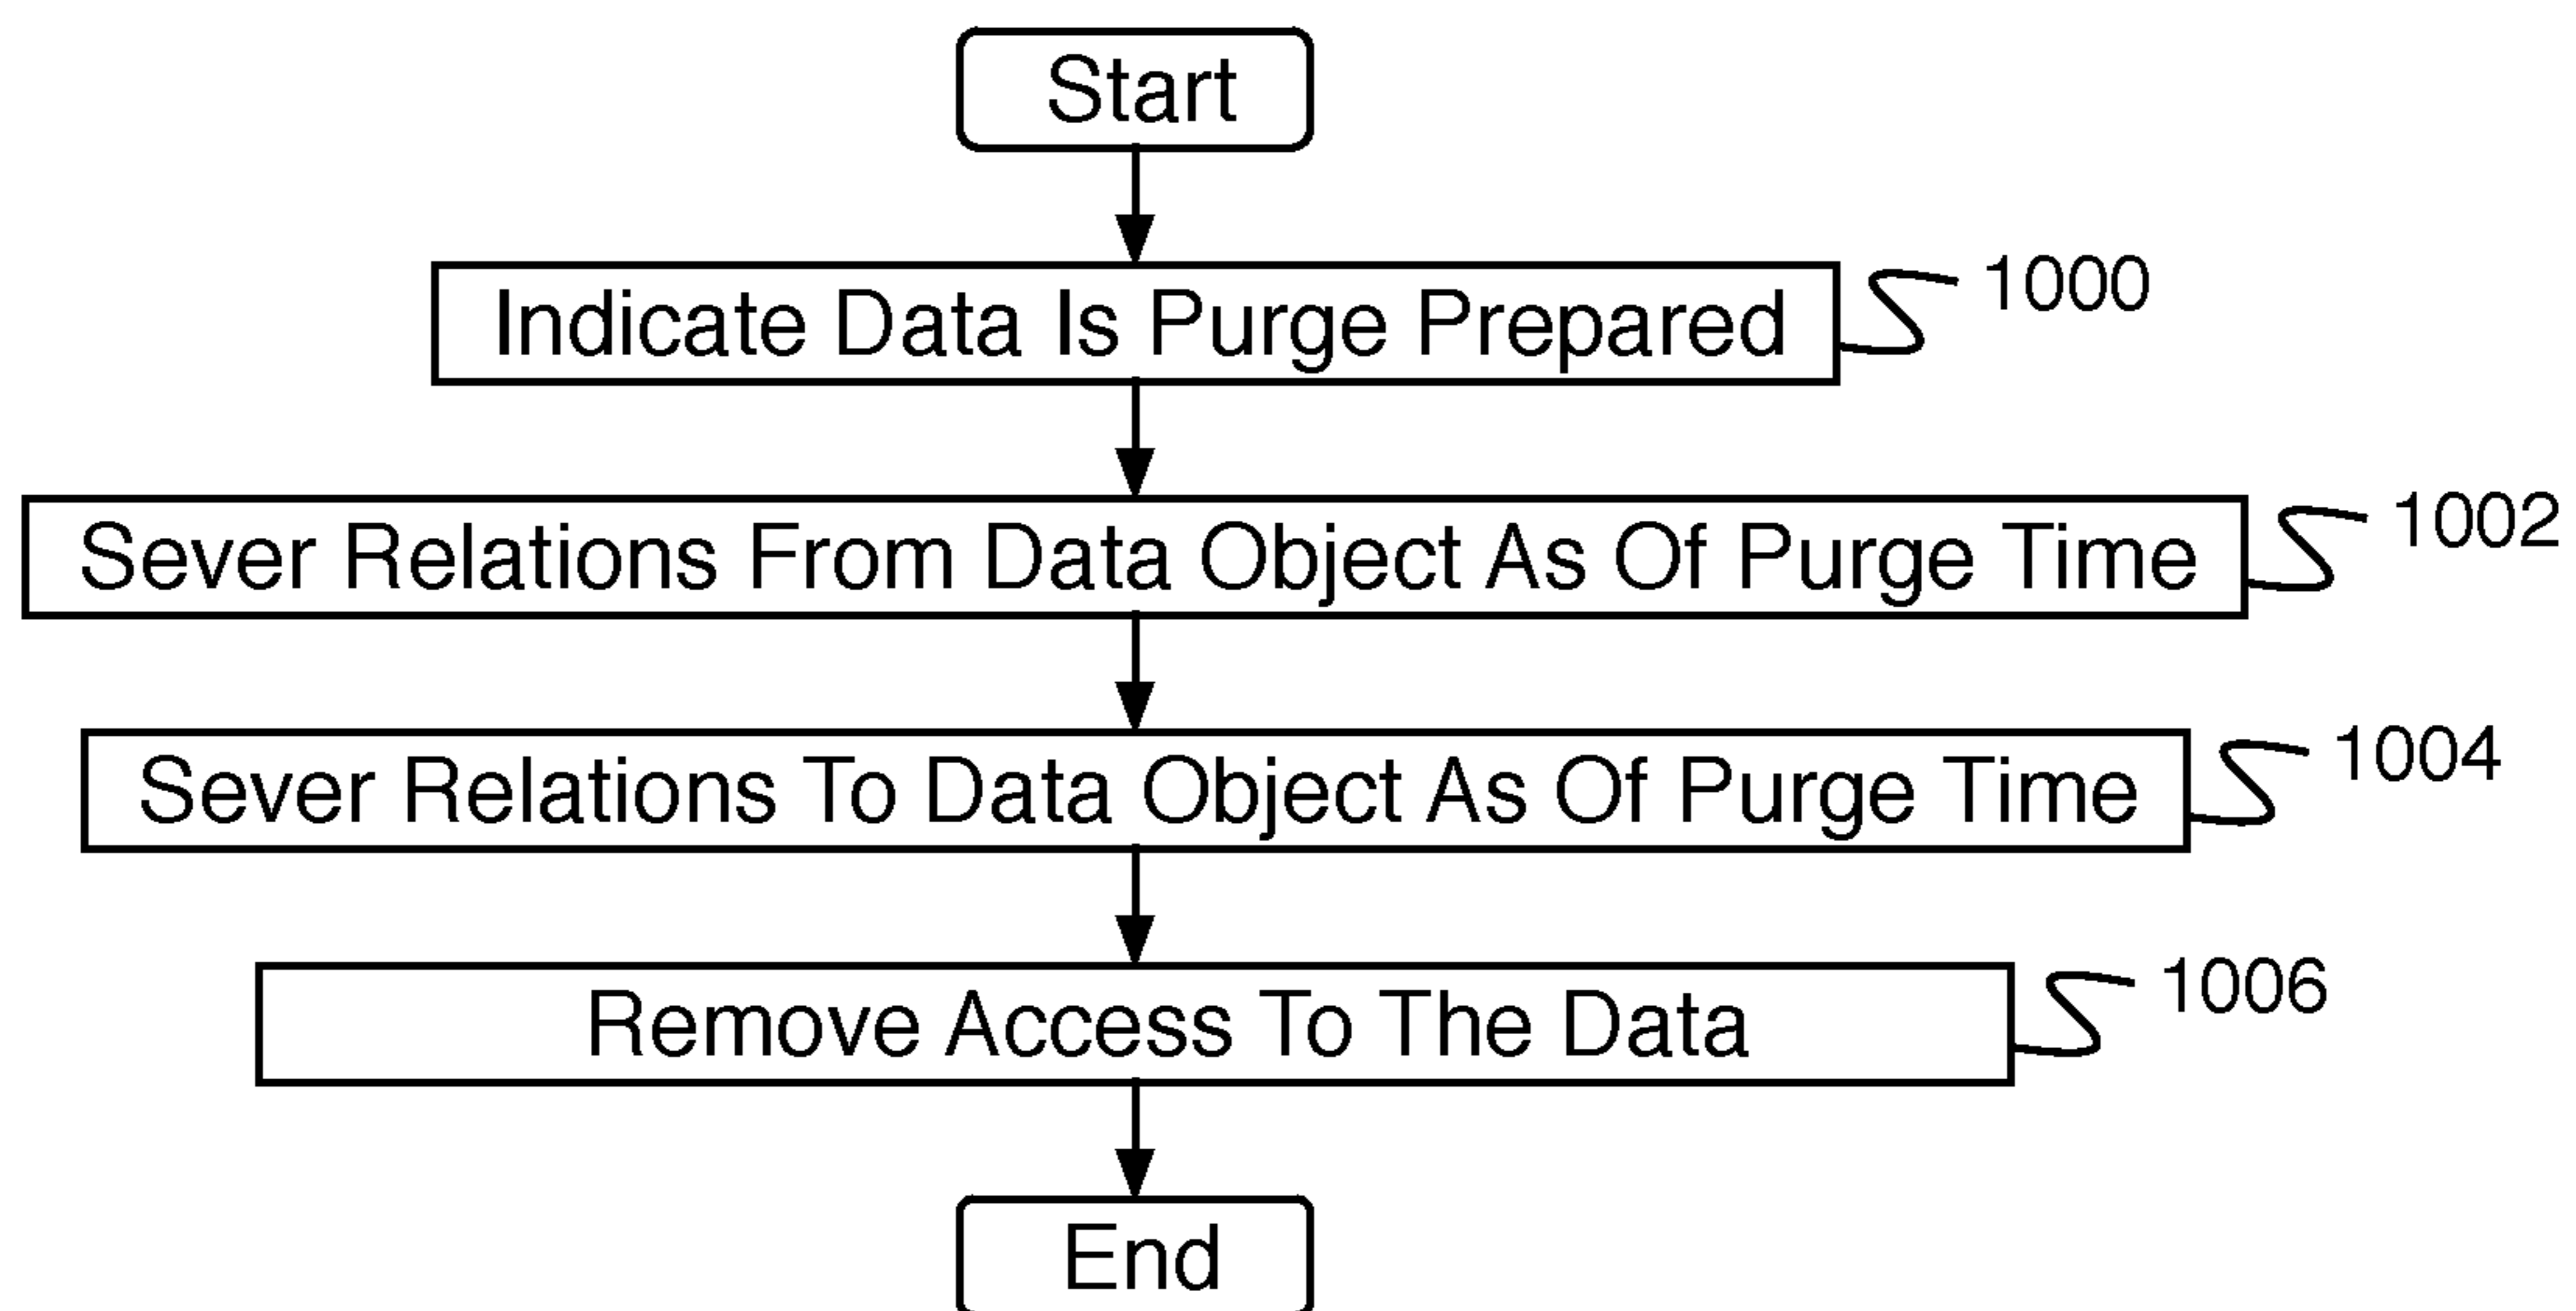 Start
Indicate Data Is Purge Prepared
1000
Sever Relations From Data Object As Of Purge Time
1002
Sever Relations To Data Object As Of Purge Time
1004
Remove Access To The Data
1006
End